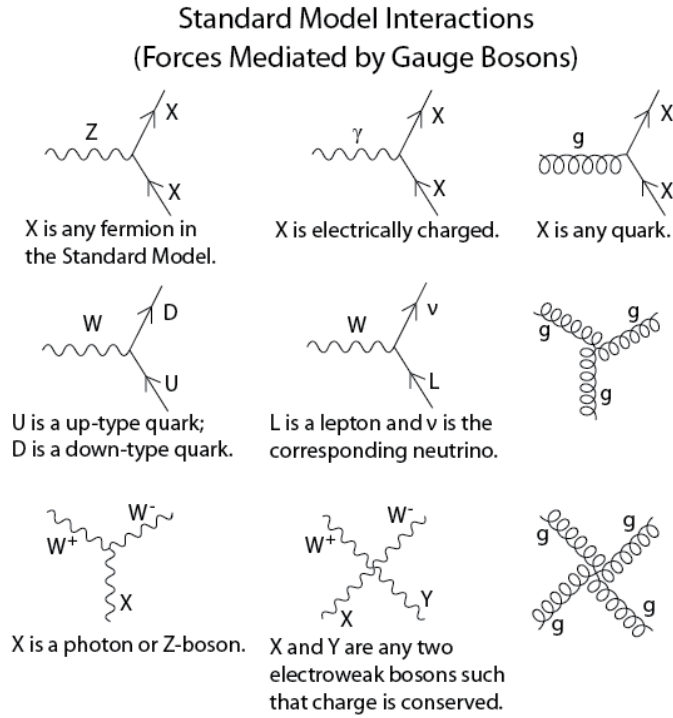 Standard Model Interactions
(Forces Mediated by Gauge Bosons)
Z
X
X
X is any fermion in
the Standard Model.
γ
X
X
X is electrically charged.
g
X
X
X is any quark.
W
D
U
U is a up-type quark;
D is a down-type quark.
W
ν
L
L is a lepton and ν is the
corresponding neutrino.
g
g
g
W⁺
W⁻
X
X is a photon or Z-boson.
W⁺
W⁻
X
Y
X and Y are any two
electroweak bosons such
that charge is conserved.
g
g
g
g